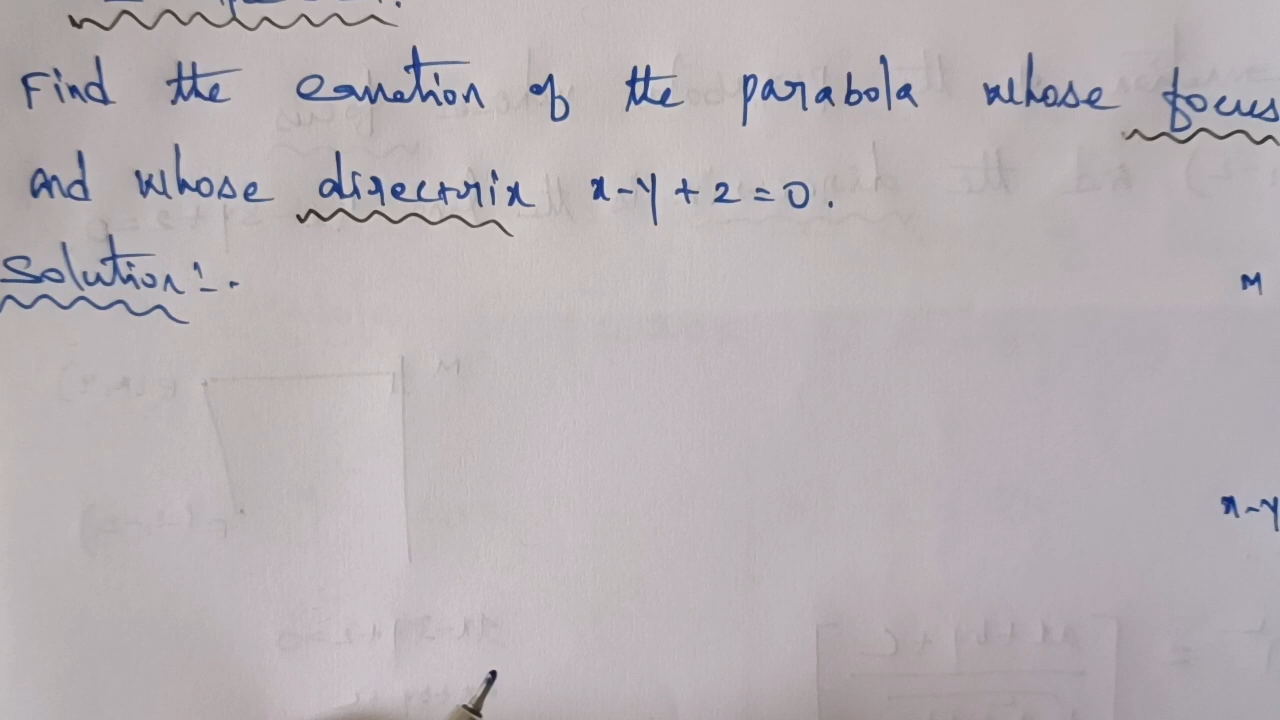 Find the equation of the parabola whose focus
and whose directrix x-y+2=0.
Solution:-
M
x-y